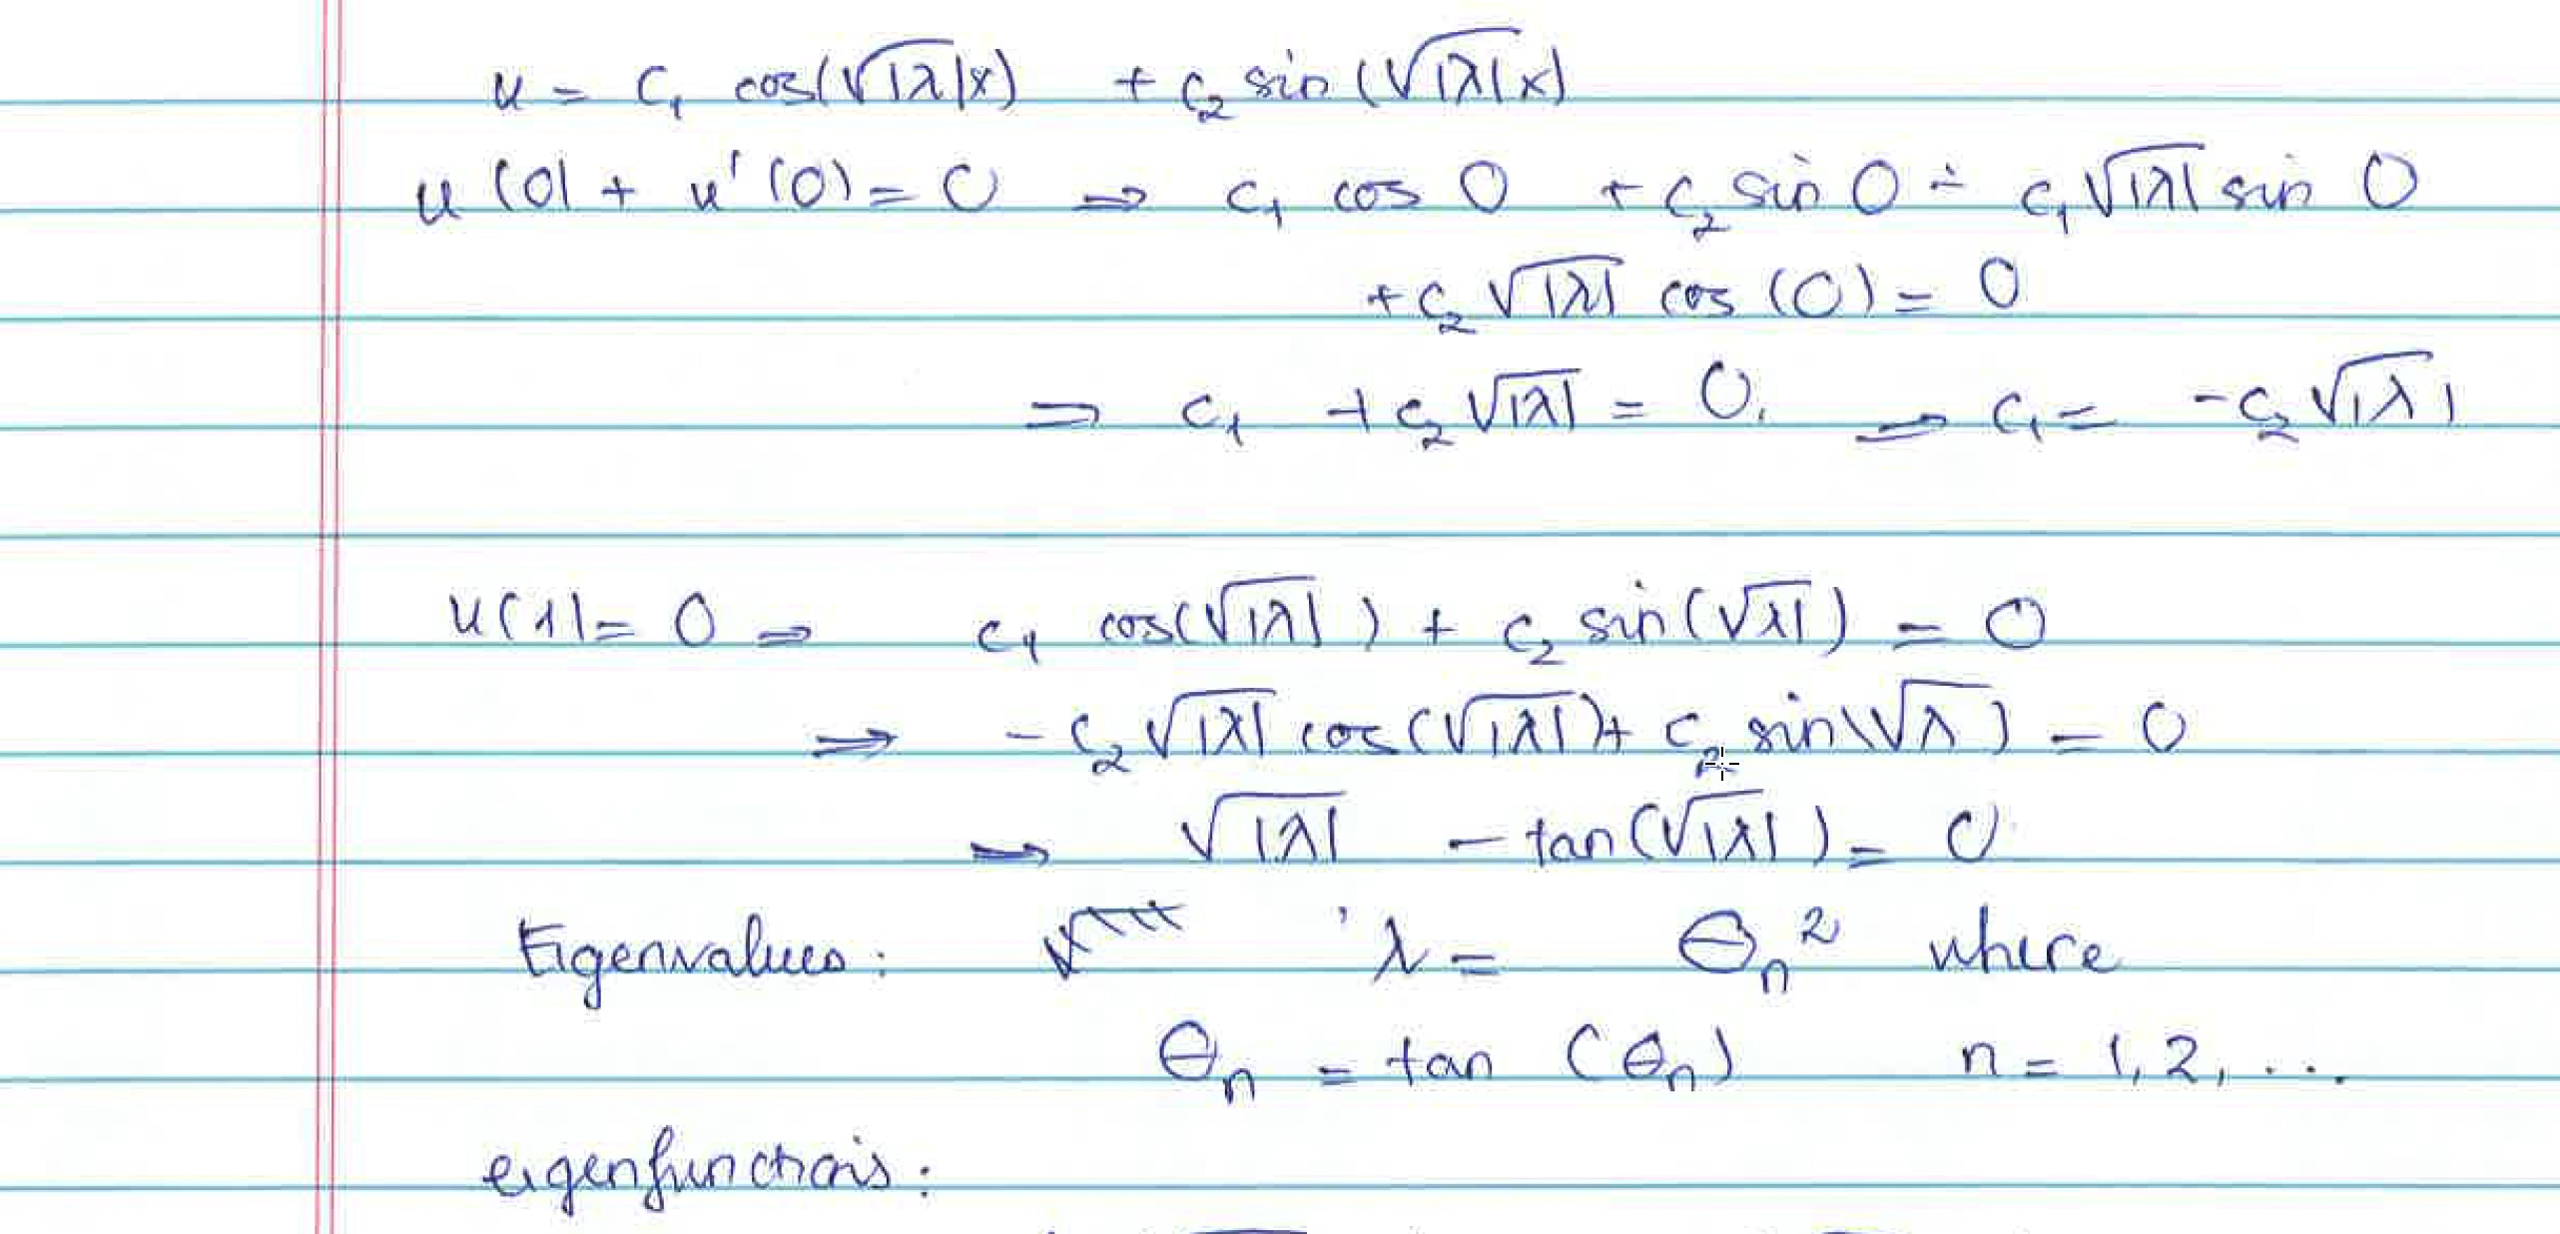 u = c₁ cos(√|λ|x) + c₂ sin(√|λ|x)
u(0) + u'(0) = 0 ⇒ c₁ cos 0 + c₂ sin 0 - c₁√|λ| sin 0
+ c₂ √|λ| cos(0) = 0
⇒ c₁ + c₂ √|λ| = 0. ⇒ c₁ = -c₂ √|λ|
u(1) = 0 ⇒ c₁ cos(√|λ|) + c₂ sin(√|λ|) = 0
⇒ -c₂ √|λ| cos(√|λ|) + c₂ sin(√λ) = 0
⇒ √|λ| - tan(√|λ|) = 0
Eigenvalues: λ = θₙ² where
θₙ = tan (θₙ) n = 1, 2, ...
eigenfunctions: